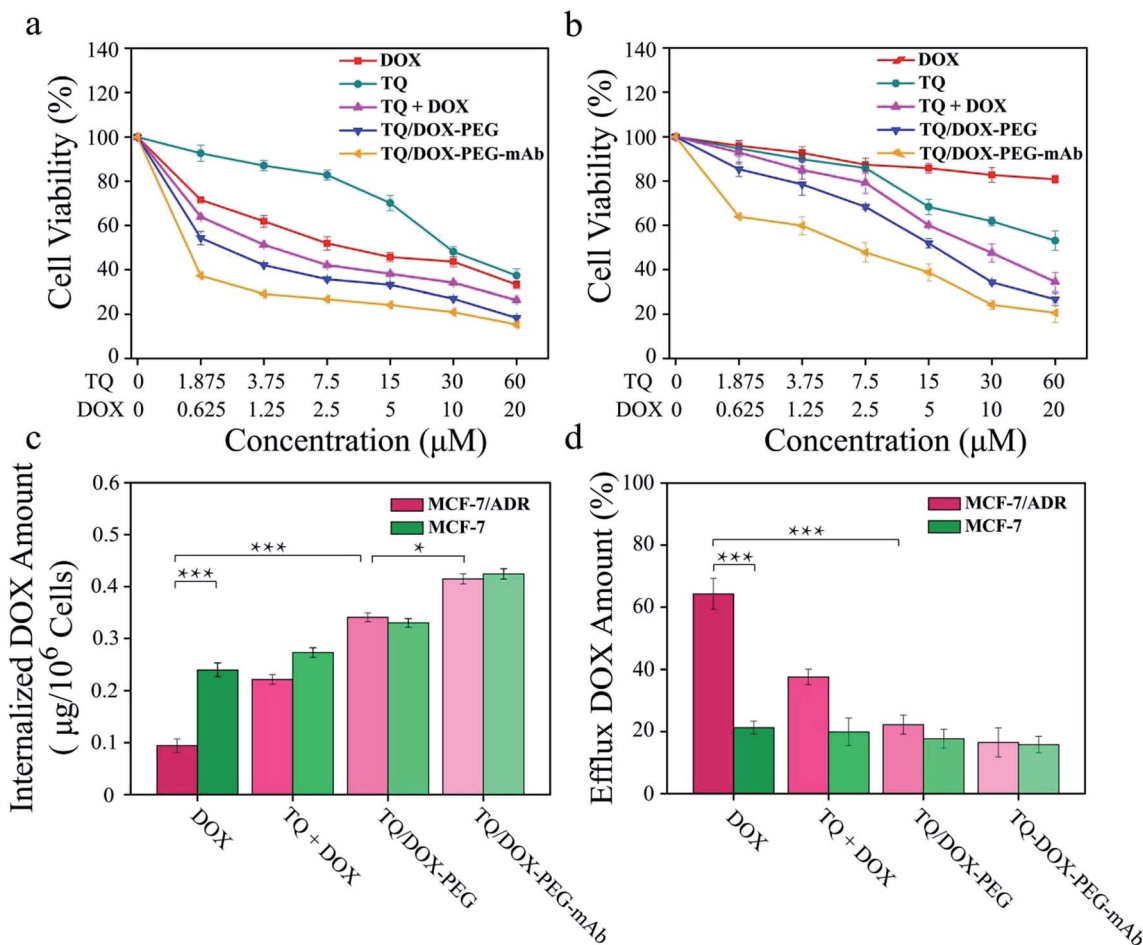 a
140
120
100
80
60
40
20
0
Cell Viability (%)
DOX
TQ
TQ + DOX
TQ/DOX-PEG
TQ/DOX-PEG-mAb
TQ 0 1.875 3.75 7.5 15 30 60
DOX 0 0.625 1.25 2.5 5 10 20
Concentration (μM)
b
140
120
100
80
60
40
20
0
Cell Viability (%)
DOX
TQ
TQ + DOX
TQ/DOX-PEG
TQ/DOX-PEG-mAb
TQ 0 1.875 3.75 7.5 15 30 60
DOX 0 0.625 1.25 2.5 5 10 20
Concentration (μM)
c
0.6
0.5
0.4
0.3
0.2
0.1
0
Internalized DOX Amount
( μg/10⁶ Cells)
MCF-7/ADR
MCF-7
***
***
*
DOX
TQ + DOX
TQ/DOX-PEG
TQ/DOX-PEG-mAb
d
100
80
60
40
20
0
Efflux DOX Amount (%)
MCF-7/ADR
MCF-7
***
***
DOX
TQ + DOX
TQ/DOX-PEG
TQ-DOX-PEG-mAb